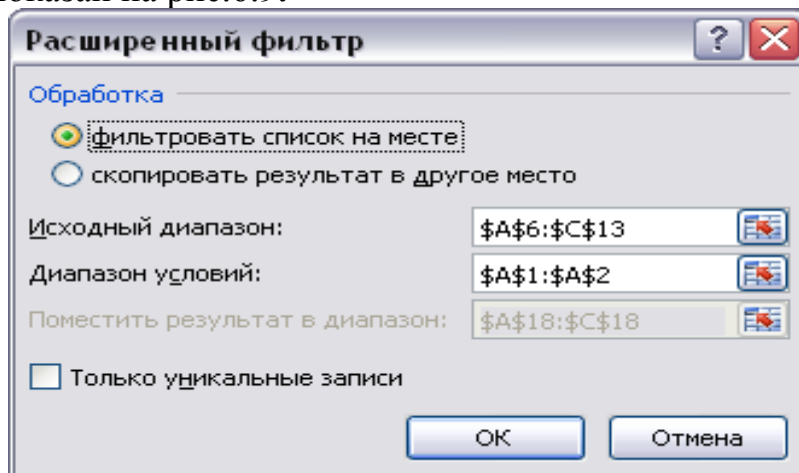 показан на рис.6.9.
Расширенный фильтр
Обработка
фильтровать список на месте
скопировать результат в другое место
Исходный диапазон: $A$6:$C$13
Диапазон условий: $A$1:$A$2
Поместить результат в диапазон: $A$18:$C$18
Только уникальные записи
ОК Отмена